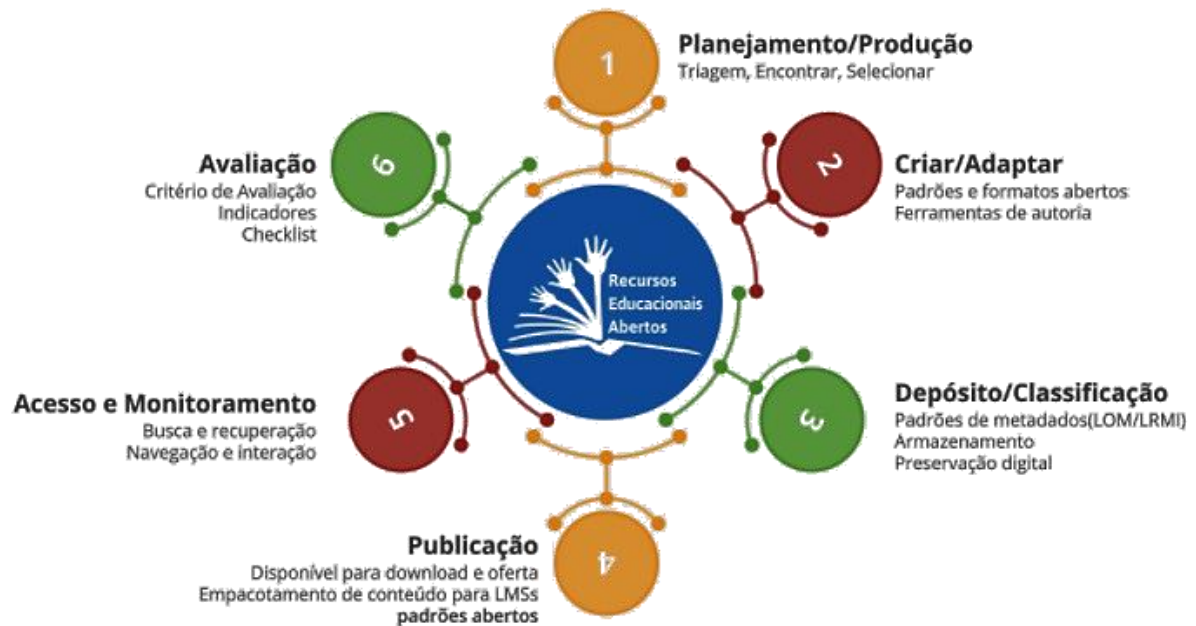 1
Planejamento/Produção
Triagem, Encontrar, Selecionar
2
Criar/Adaptar
Padrões e formatos abertos
Ferramentas de autoria
3
Depósito/Classificação
Padrões de metadados(LOM/LRMI)
Armazenamento
Preservação digital
4
Publicação
Disponível para download e oferta
Empacotamento de conteúdo para LMSs
padrões abertos
5
Acesso e Monitoramento
Busca e recuperação
Navegação e interação
6
Avaliação
Critério de Avaliação
Indicadores
Checklist
Recursos
Educacionais
Abertos